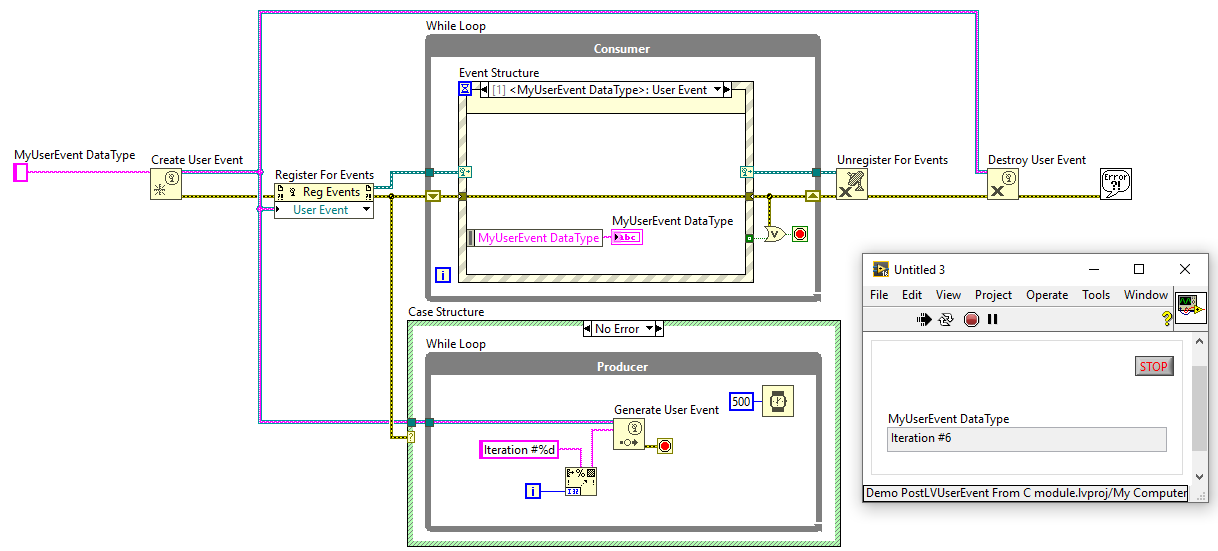 While Loop
Consumer
Event Structure
[1] <MyUserEvent DataType>: User Event
MyUserEvent DataType
Create User Event
Register For Events
Reg Events
User Event
Unregister For Events
Destroy User Event
Error
?!
MyUserEvent DataType
MyUserEvent DataType
abc
V
i
Case Structure
No Error
While Loop
Producer
500
Generate User Event
Iteration #%d
i
I32
?
Untitled 3
File Edit View Project Operate Tools Window
?
STOP
MyUserEvent DataType
Iteration #6
Demo PostLVUserEvent From C module.lvproj/My Computer